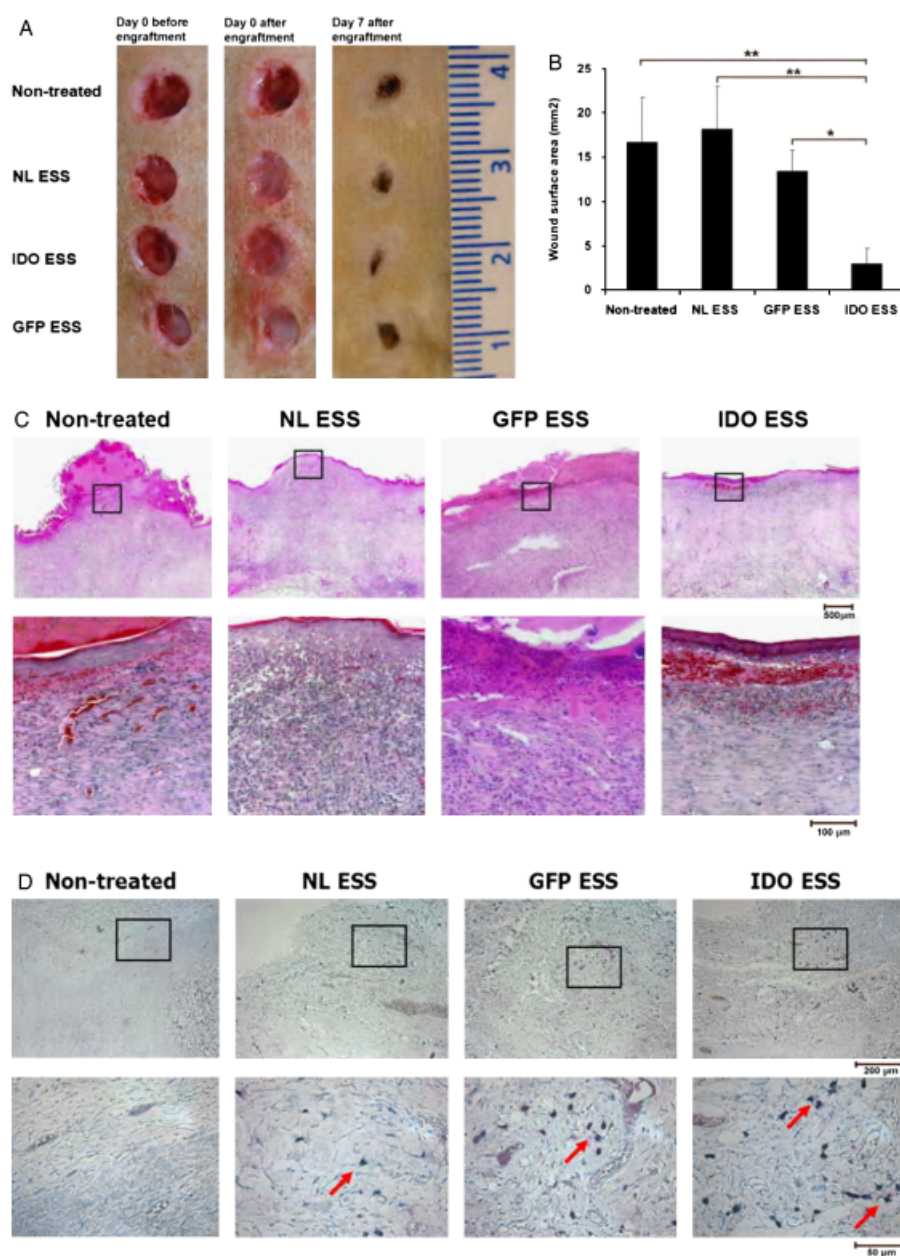 A
Day 0 before
engraftment
Day 0 after
engraftment
Day 7 after
engraftment
Non-treated
NL ESS
IDO ESS
GFP ESS
4
3
2
1
B
Wound surface area (mm2)
25
20
15
10
5
0
**
**
*
Non-treated NL ESS GFP ESS IDO ESS
C Non-treated NL ESS GFP ESS IDO ESS
500μm
100 μm
D Non-treated NL ESS GFP ESS IDO ESS
200 μm
50 μm